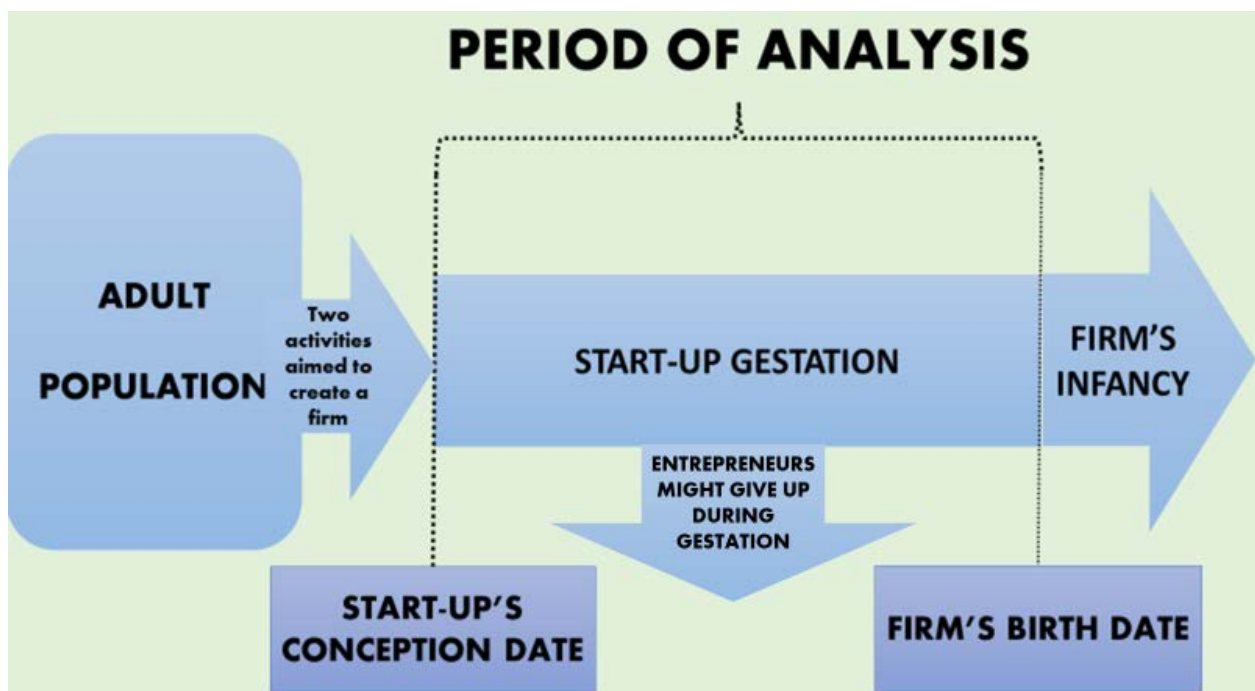 PERIOD OF ANALYSIS
ADULT
POPULATION
Two
activities
aimed to
create a
firm
START-UP GESTATION
FIRM'S
INFANCY
ENTREPRENEURS
MIGHT GIVE UP
DURING
GESTATION
START-UP'S
CONCEPTION DATE
FIRM'S BIRTH DATE